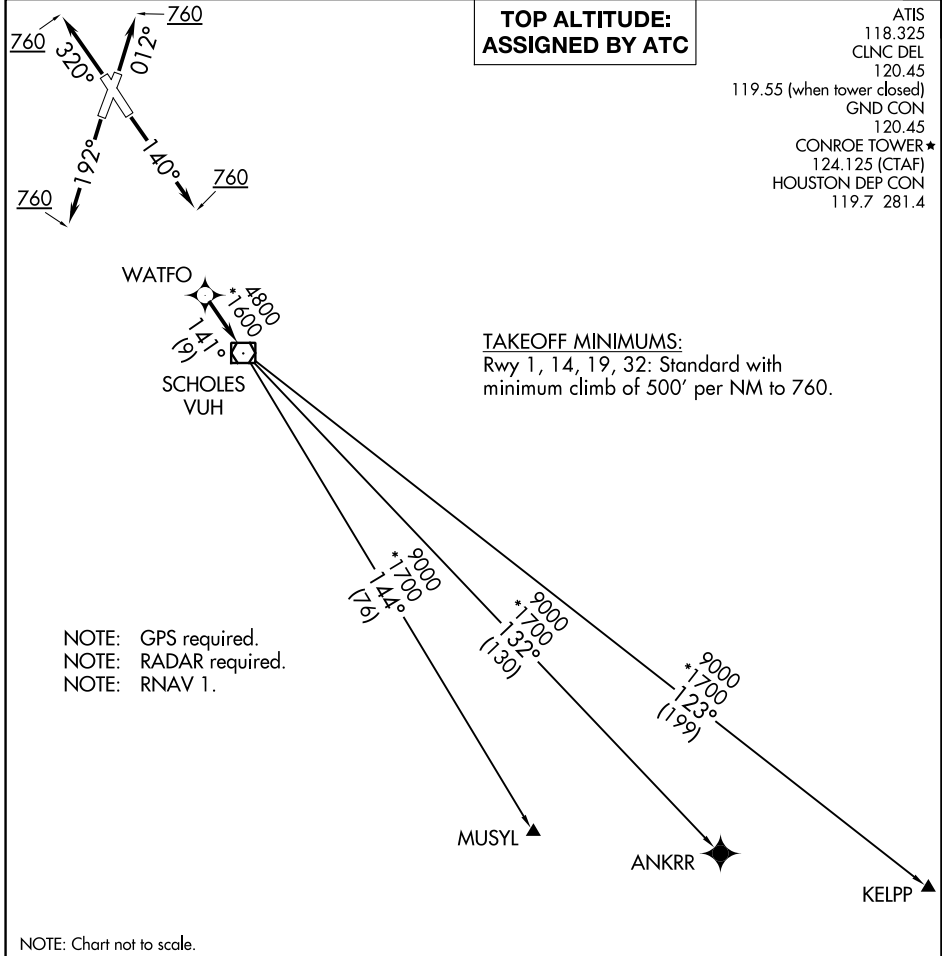 TOP ALTITUDE:
ASSIGNED BY ATC
ATIS
118.325
CLNC DEL
120.45
119.55 (when tower closed)
GND CON
120.45
CONROE TOWER★
124.125 (CTAF)
HOUSTON DEP CON
119.7 281.4
760
760
320°
012°
192°
140°
760
760
WATFO
4800
*1600
141°
(9)
SCHOLES
VUH
TAKEOFF MINIMUMS:
Rwy 1, 14, 19, 32: Standard with
minimum climb of 500' per NM to 760.
9000
*1700
144°
(76)
9000
*1700
132°
(130)
9000
*1700
123°
(199)
NOTE: GPS required.
NOTE: RADAR required.
NOTE: RNAV 1.
MUSYL
ANKRR
KELPP
NOTE: Chart not to scale.